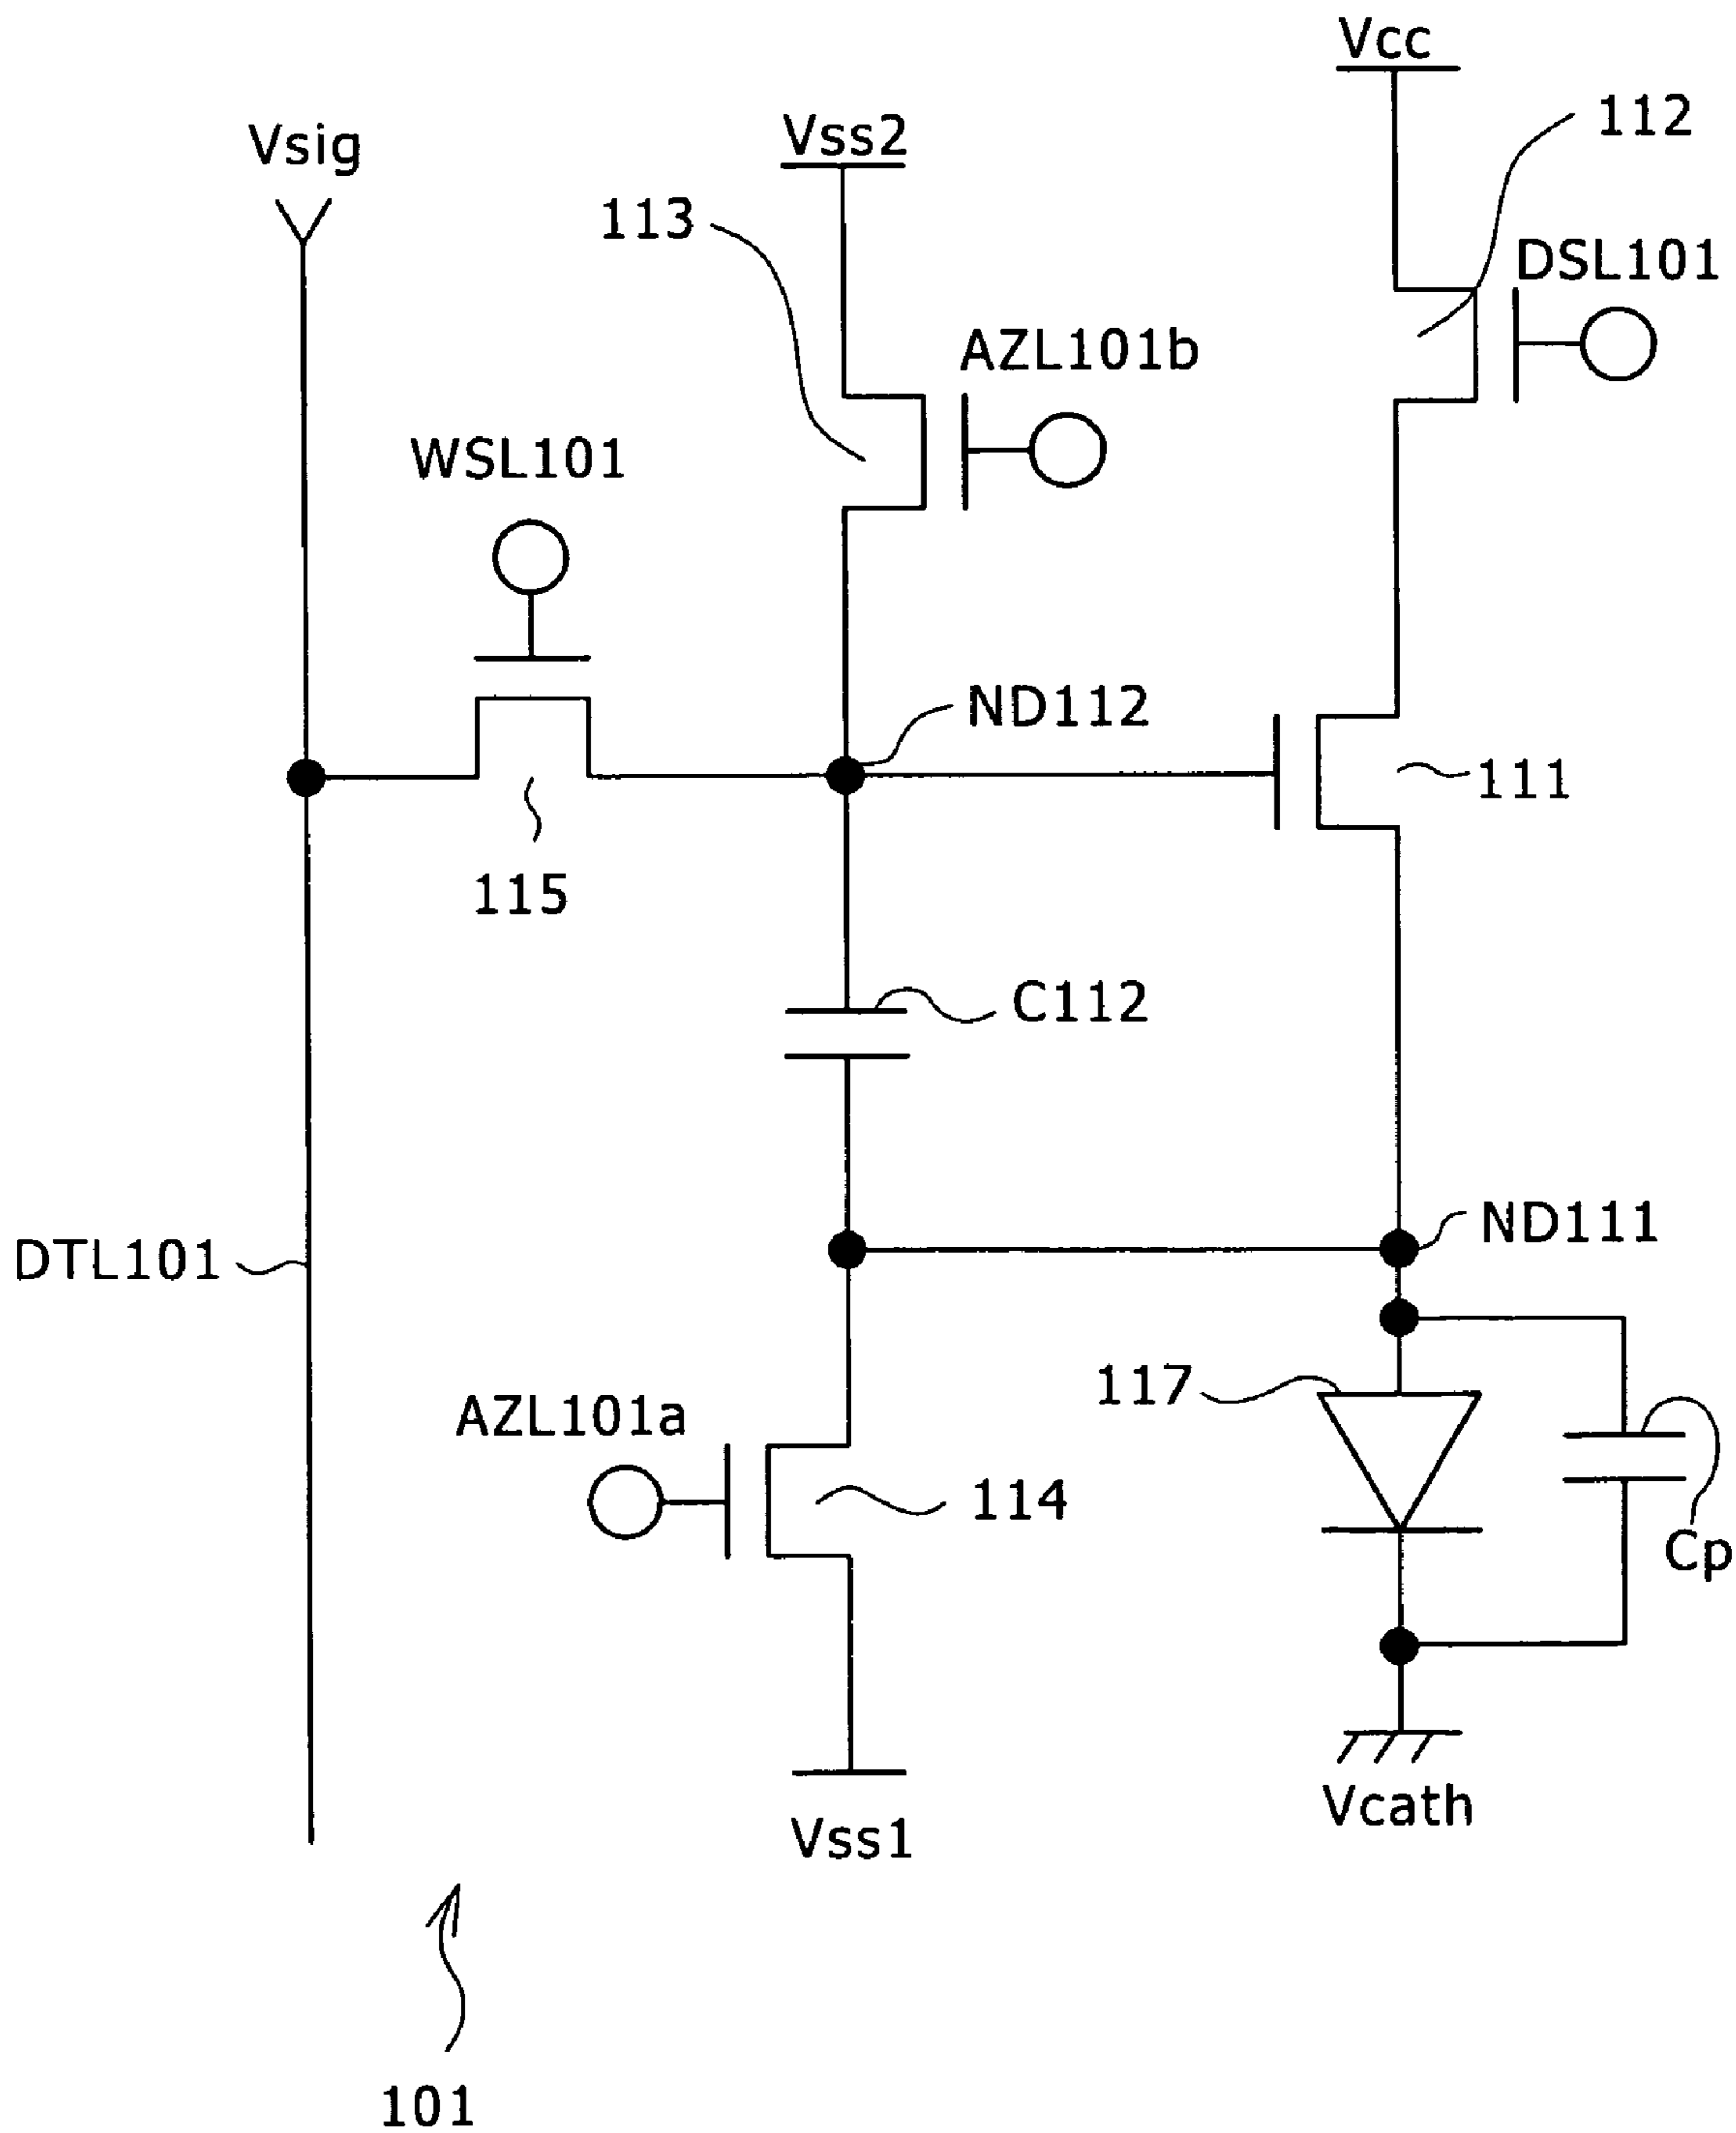 Vcc
112
Vsig
Vss2
113
DSL101
AZL101b
WSL101
ND112
111
115
C112
ND111
DTL101
117
AZL101a
114
Cp
Vcath
Vss1
101